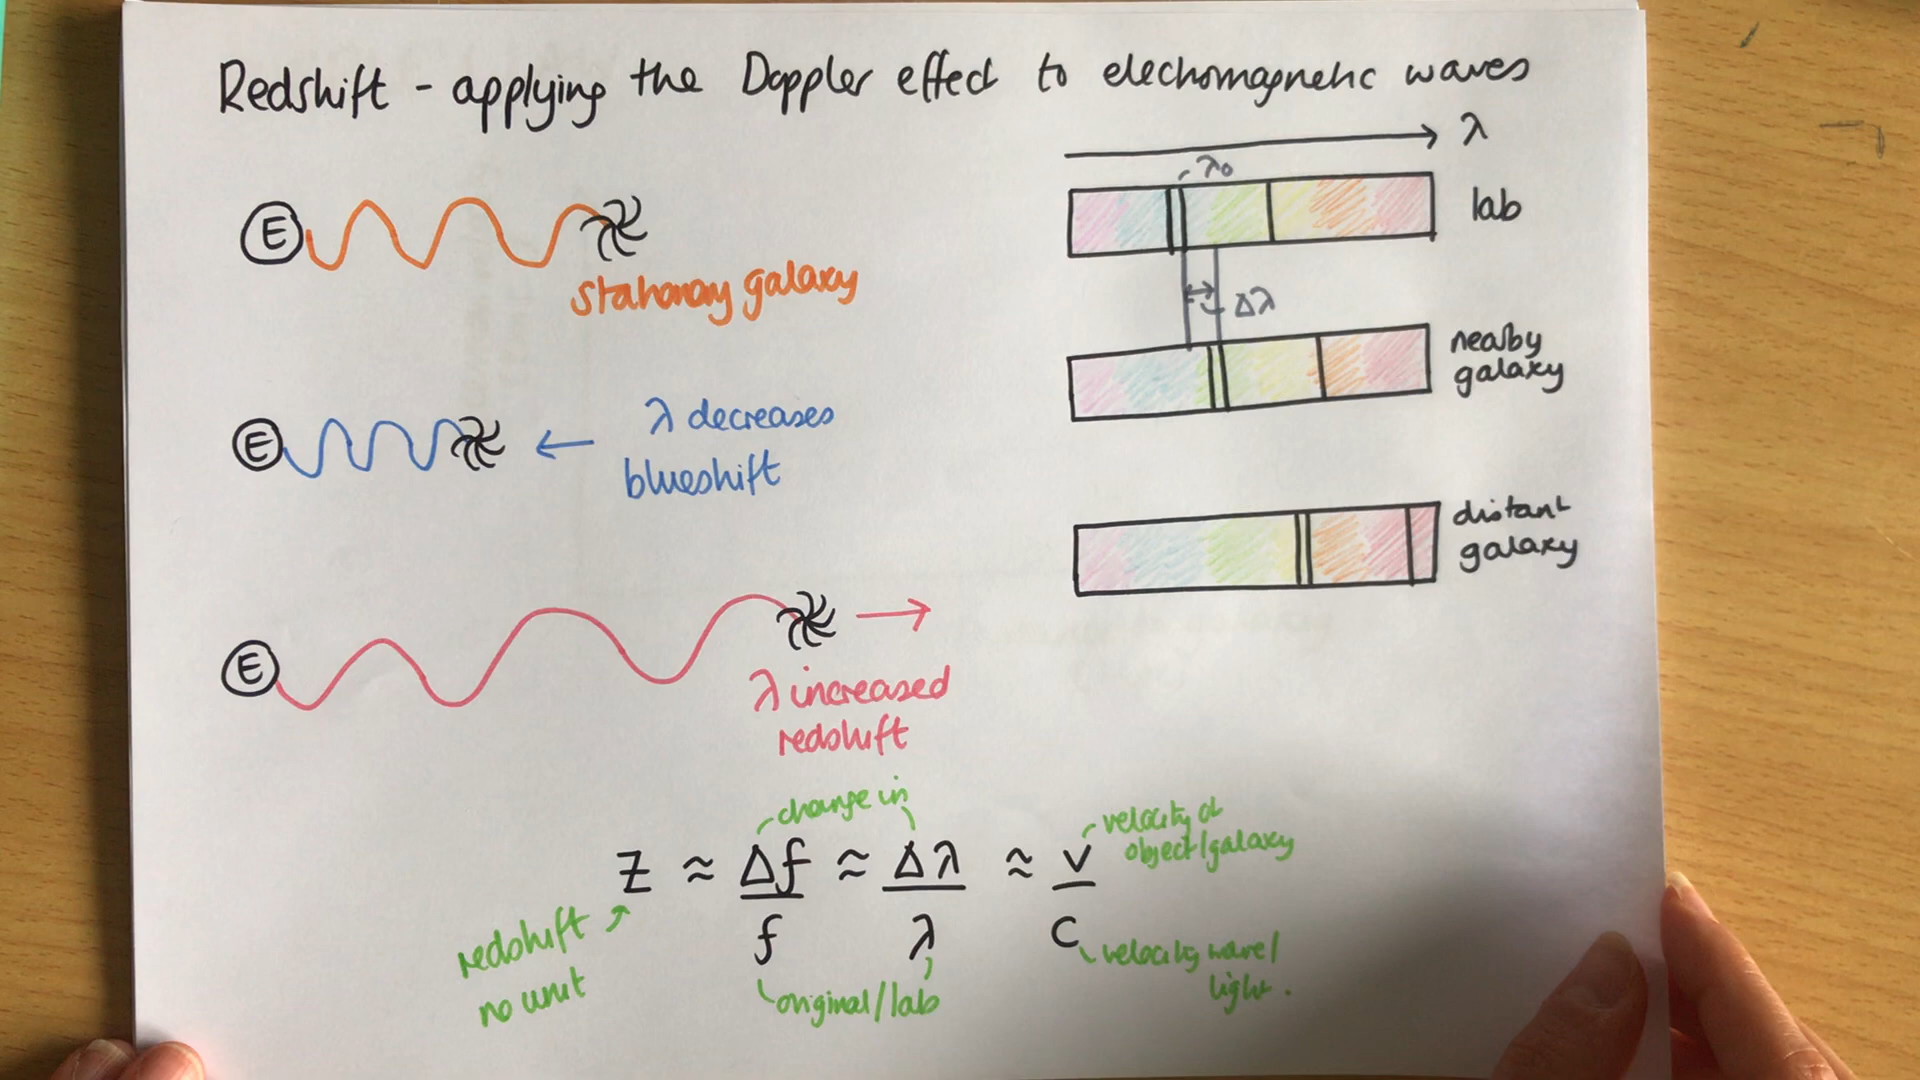 Redshift - applying the Doppler effect to electromagnetic waves
E
stationary galaxy
E
← λ decreases
blueshift
E
λ increased
redshift
λ
λ₀
lab
Δλ
nearby
galaxy
distant
galaxy
change in
velocity of
object/galaxy
Z ≈ Δf/f ≈ Δλ/λ ≈ v/c
redshift
no unit
original/lab
velocity wave/
light.